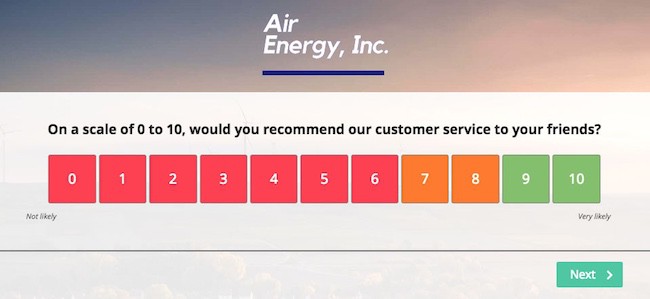 Air
Energy, Inc.
On a scale of 0 to 10, would you recommend our customer service to your friends?
0 1 2 3 4 5 6 7 8 9 10
Not likely Very likely
Next